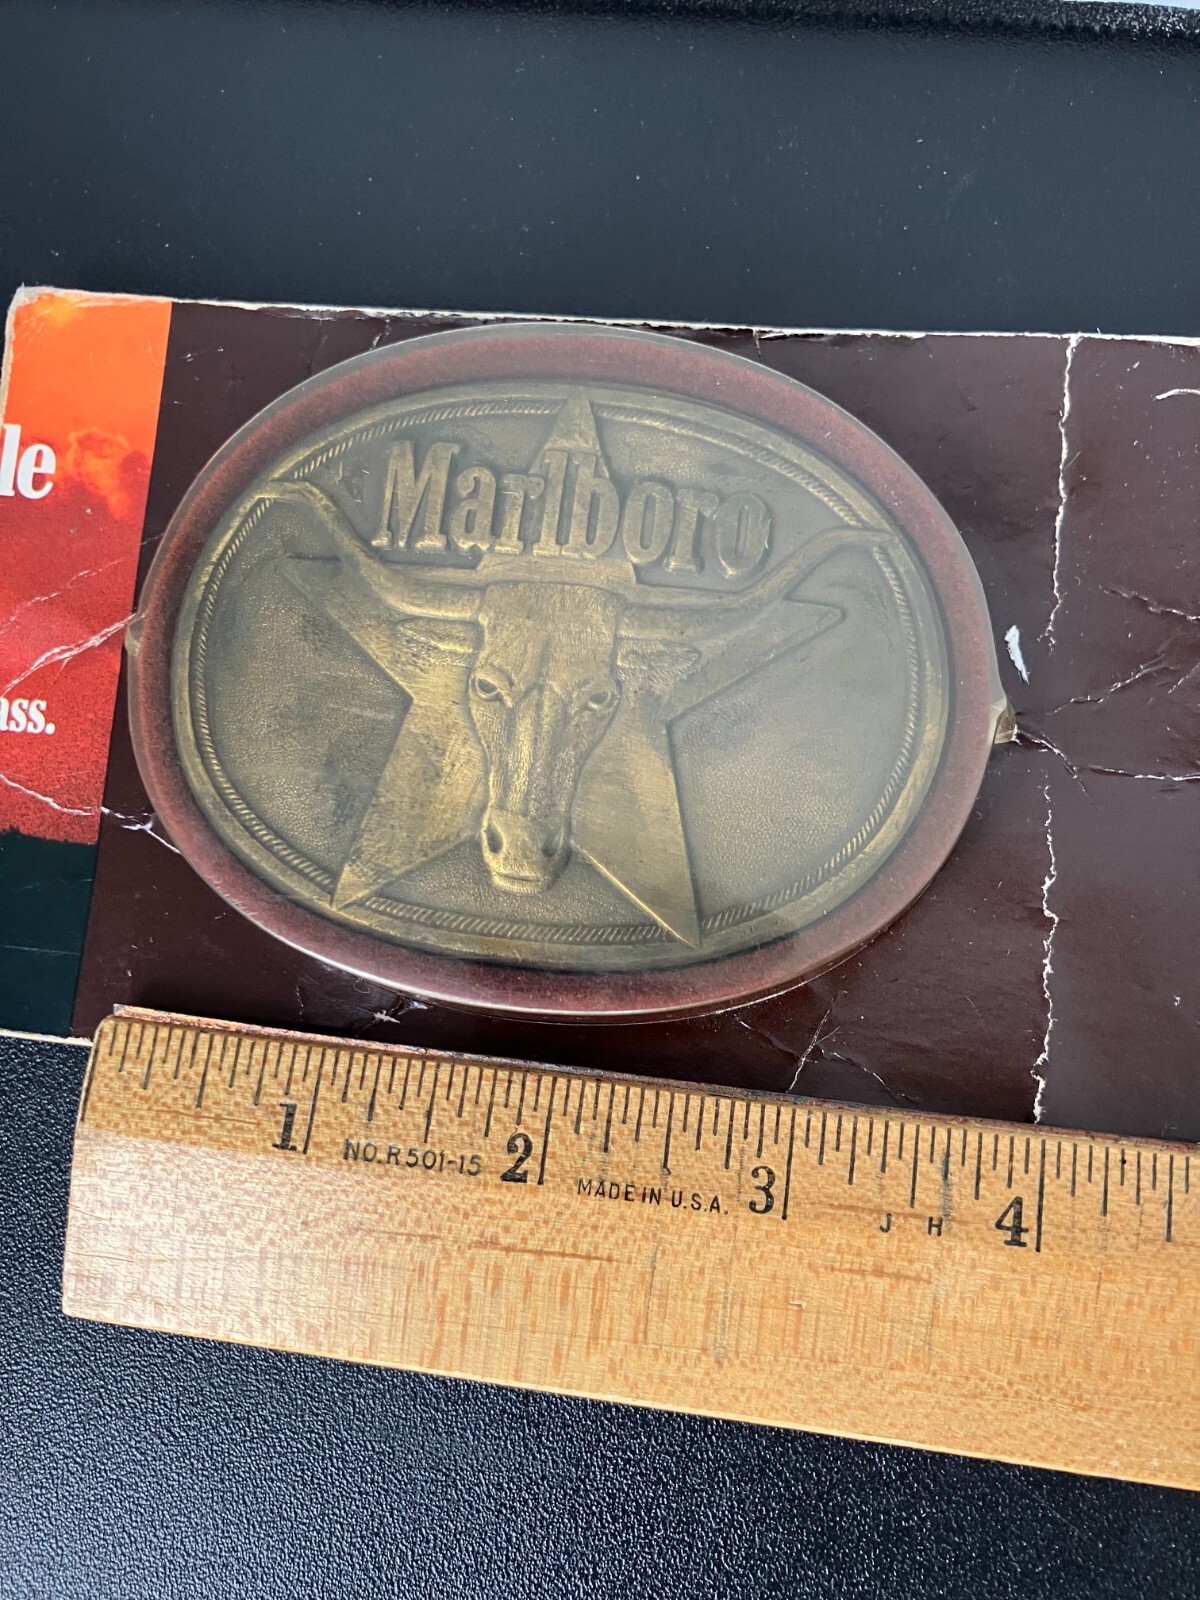 le
Marlboro
ass.
1 2 3 4
NO. R501-15
MADE IN U.S.A.
J H